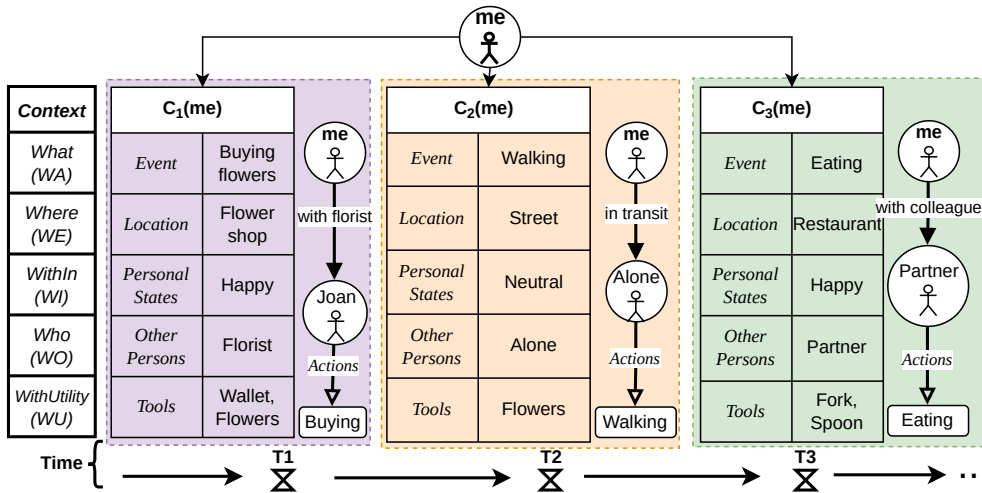 me
Context
What
(WA)
Where
(WE)
WithIn
(WI)
Who
(WO)
WithUtility
(WU)
C1(me)
Event
Buying
flowers
Location
Flower
shop
Personal
States
Happy
Other
Persons
Florist
Tools
Wallet,
Flowers
me
with florist
Joan
Actions
Buying
C2(me)
Event
Walking
Location
Street
Personal
States
Neutral
Other
Persons
Alone
Tools
Flowers
me
in transit
Alone
Actions
Walking
C3(me)
Event
Eating
Location
Restaurant
Personal
States
Happy
Other
Persons
Partner
Tools
Fork,
Spoon
me
with colleague
Partner
Actions
Eating
Time
T1
T2
T3
..